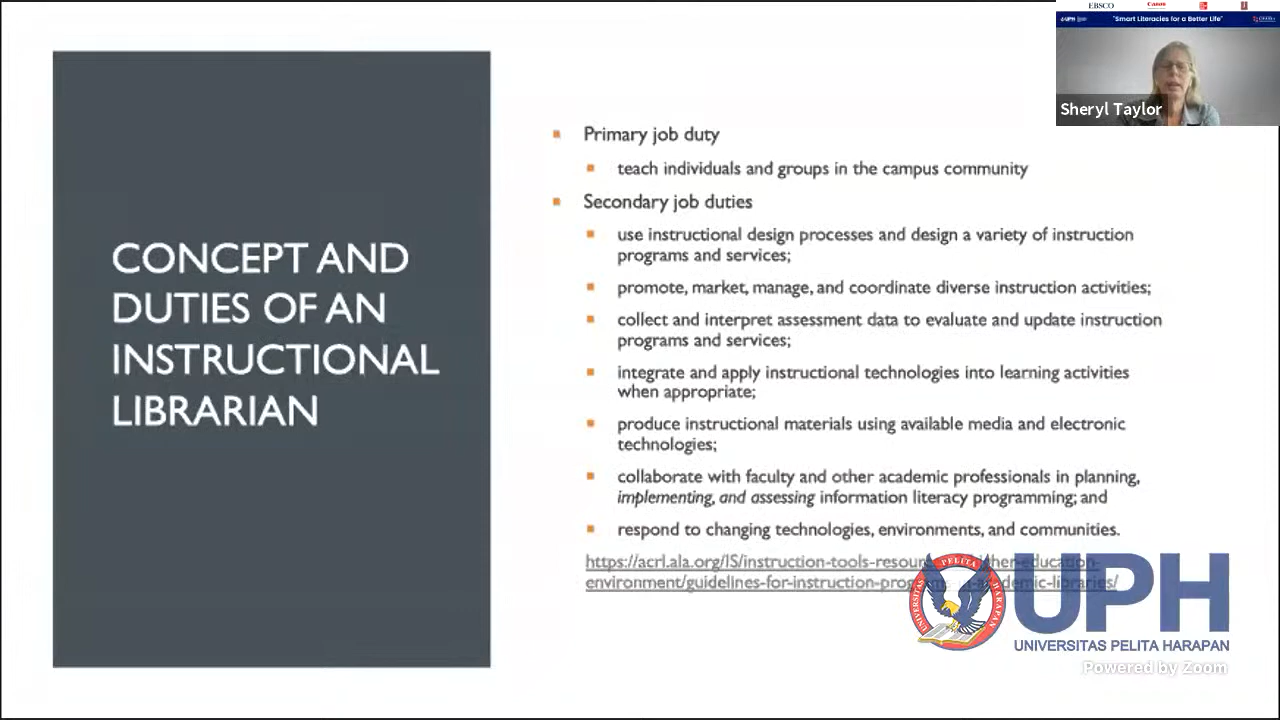 EBSCO
Canon
UPH
"Smart Literacies for a Better Life"
Sheryl Taylor
CONCEPT AND
DUTIES OF AN
INSTRUCTIONAL
LIBRARIAN
Primary job duty
teach individuals and groups in the campus community
Secondary job duties
use instructional design processes and design a variety of instruction
programs and services;
promote, market, manage, and coordinate diverse instruction activities;
collect and interpret assessment data to evaluate and update instruction
programs and services;
integrate and apply instructional technologies into learning activities
when appropriate;
produce instructional materials using available media and electronic
technologies;
collaborate with faculty and other academic professionals in planning,
implementing, and assessing information literacy programming; and
respond to changing technologies, environments, and communities.
https://acrl.ala.org/IS/instruction-tools-resour her-education-
environment/guidelines-for-instruction-progr academic-libraries/
UNIVERSITAS PELITA HARAPAN
UPH
UNIVERSITAS PELITA HARAPAN
Powered by Zoom